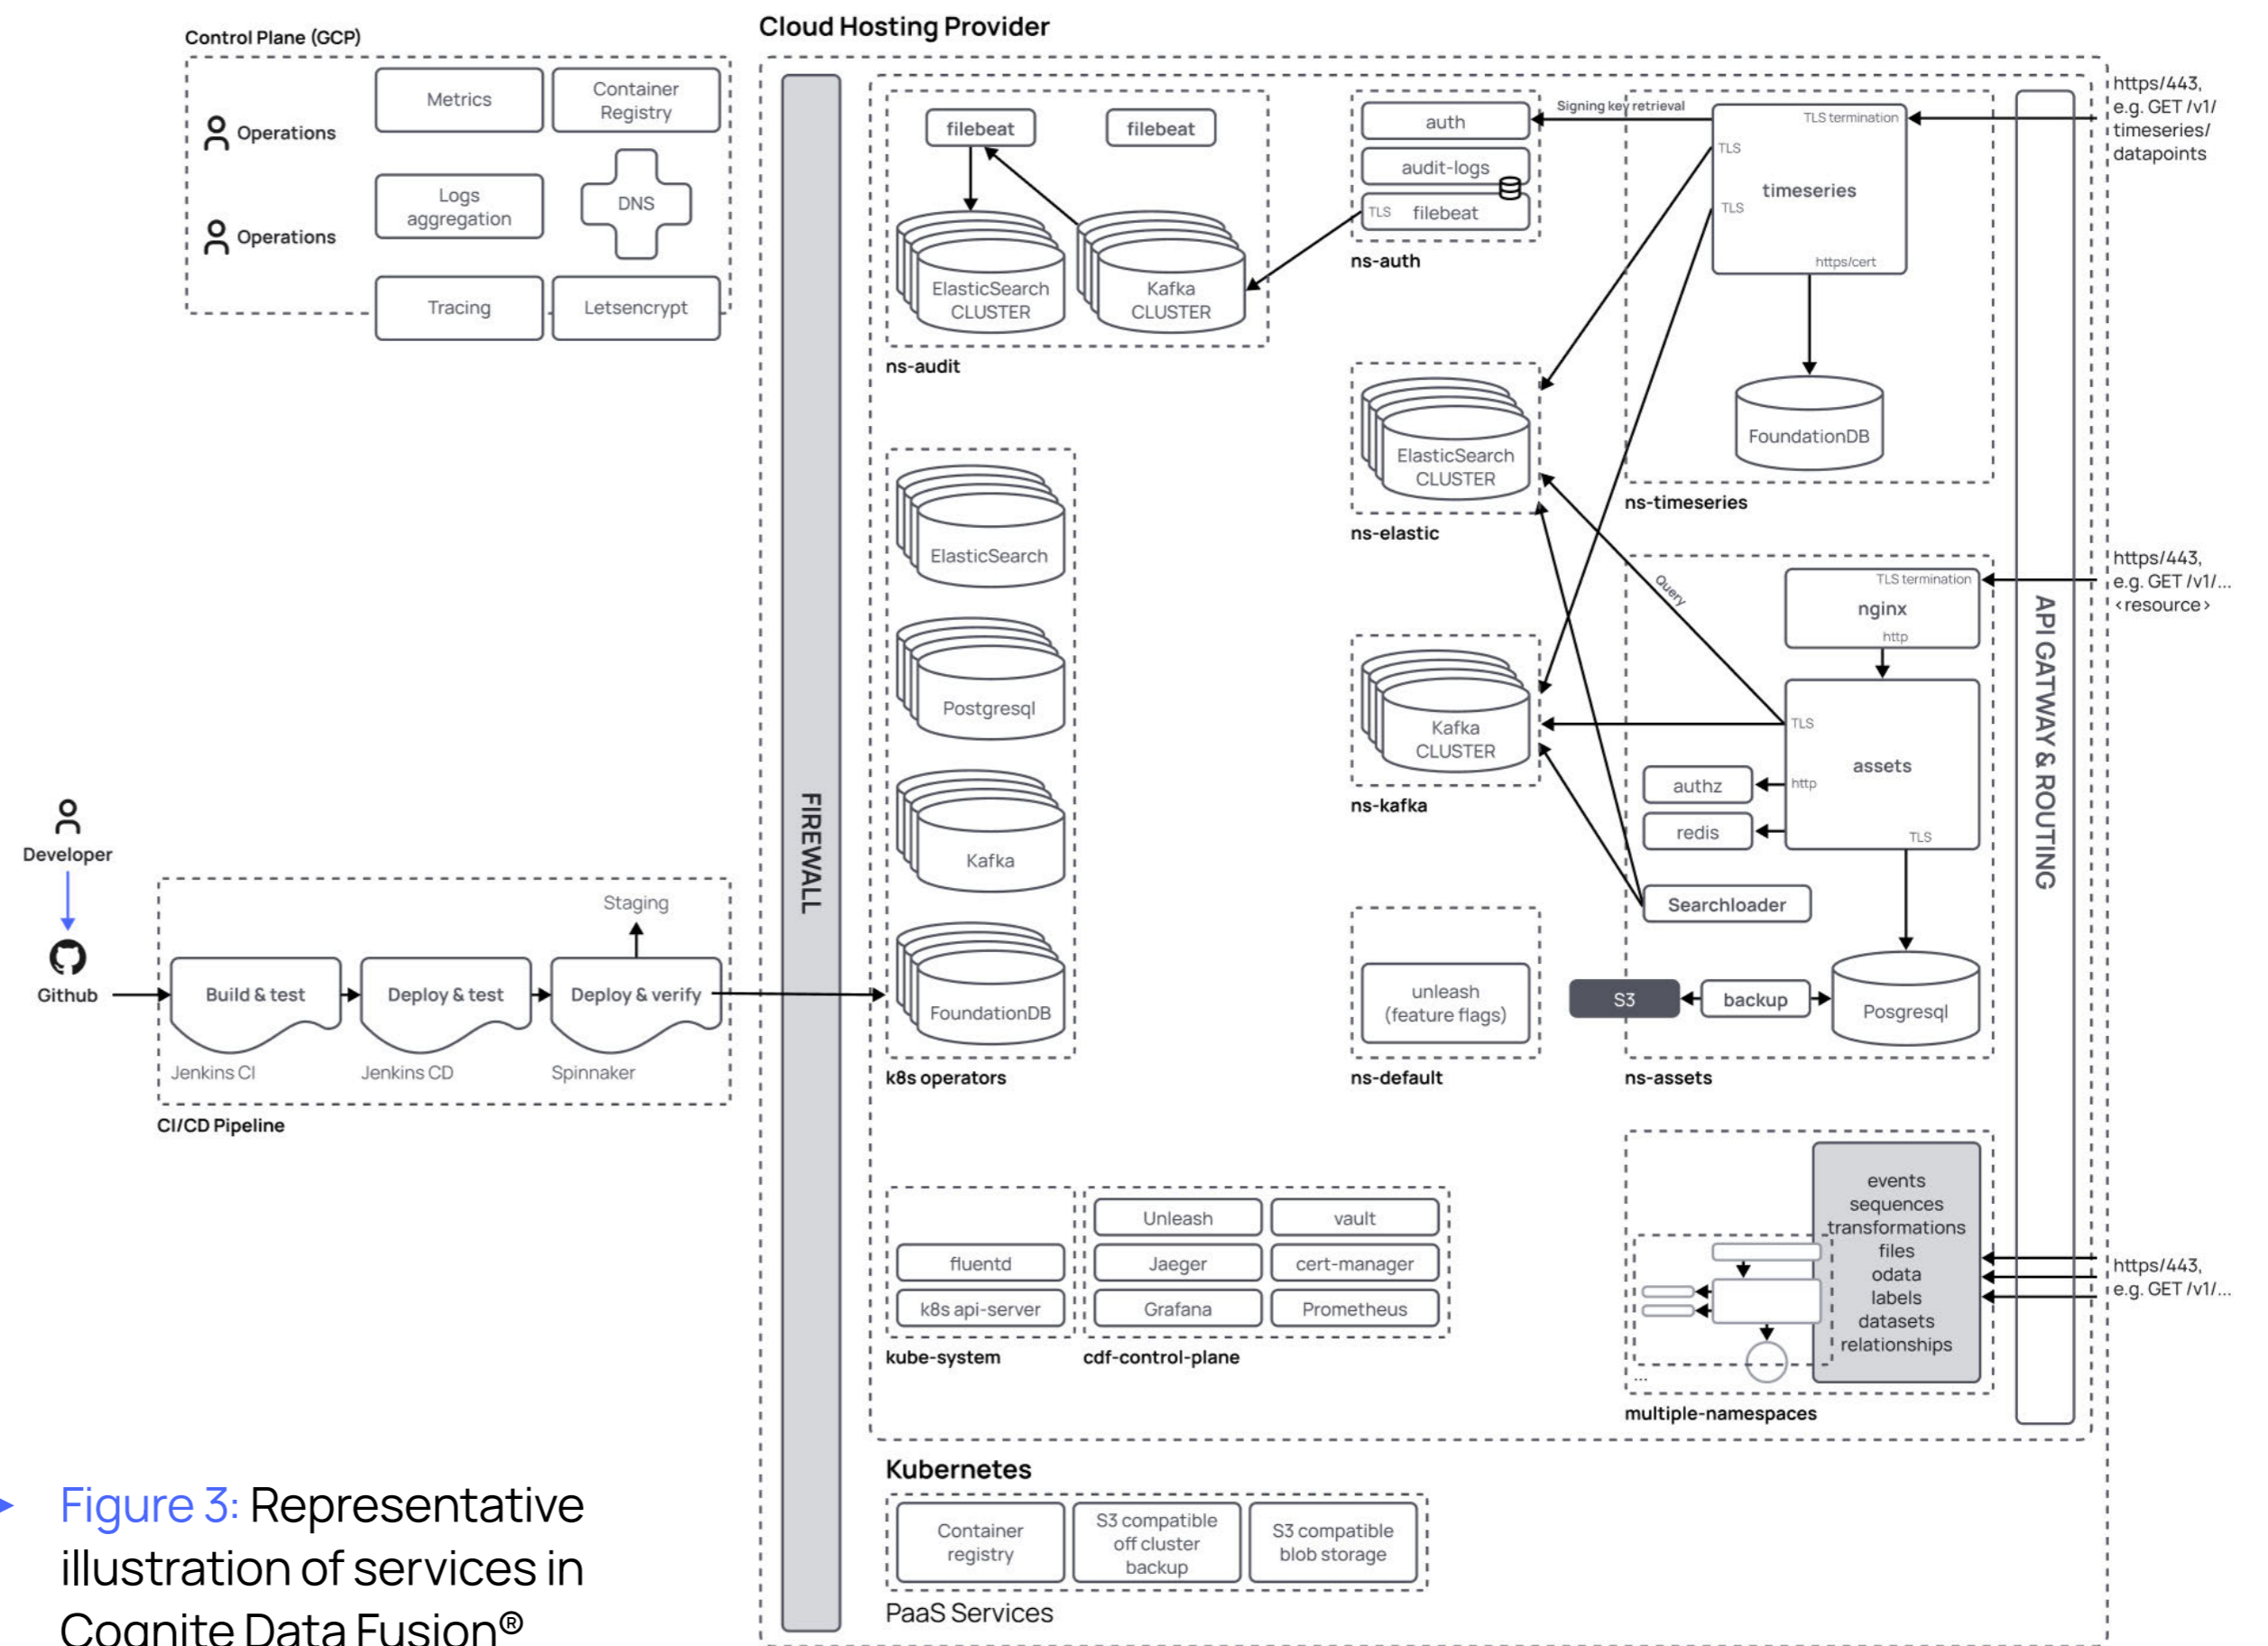 Cloud Hosting Provider
Control Plane (GCP)
Operations
Operations
Metrics
Container
Registry
Logs
aggregation
DNS
Tracing
Letsencrypt
FIREWALL
filebeat
filebeat
ElasticSearch
CLUSTER
Kafka
CLUSTER
ns-audit
auth
audit-logs
TLS
filebeat
ns-auth
Signing key retrieval
TLS termination
TLS
timeseries
TLS
https/cert
FoundationDB
ns-timeseries
https/443,
e.g. GET /v1/
timeseries/
datapoints
ElasticSearch
CLUSTER
ns-elastic
ElasticSearch
Postgresql
Kafka
FoundationDB
k8s operators
Query
Kafka
CLUSTER
ns-kafka
TLS termination
nginx
http
TLS
assets
http
TLS
authz
redis
Searchloader
S3
backup
Posgresql
ns-assets
https/443,
e.g. GET /v1/...
<resource>
API GATWAY & ROUTING
unleash
(feature flags)
ns-default
Developer
Github
Staging
Build & test
Deploy & test
Deploy & verify
Jenkins CI
Jenkins CD
Spinnaker
CI/CD Pipeline
fluentd
k8s api-server
kube-system
Unleash
vault
Jaeger
cert-manager
Grafana
Prometheus
cdf-control-plane
events
sequences
transformations
files
odata
labels
datasets
relationships
...
multiple-namespaces
https/443,
e.g. GET /v1/...
Kubernetes
Container
registry
S3 compatible
off cluster
backup
S3 compatible
blob storage
PaaS Services
Figure 3: Representative
illustration of services in
Cognite Data Fusion®